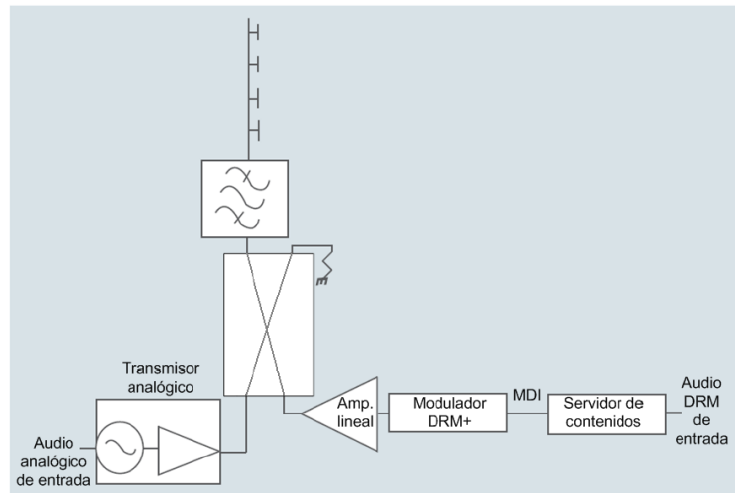 Transmisor
analógico
Audio
analógico
de entrada
Amp.
lineal
Modulador
DRM+
MDI
Servidor de
contenidos
Audio
DRM
de
entrada